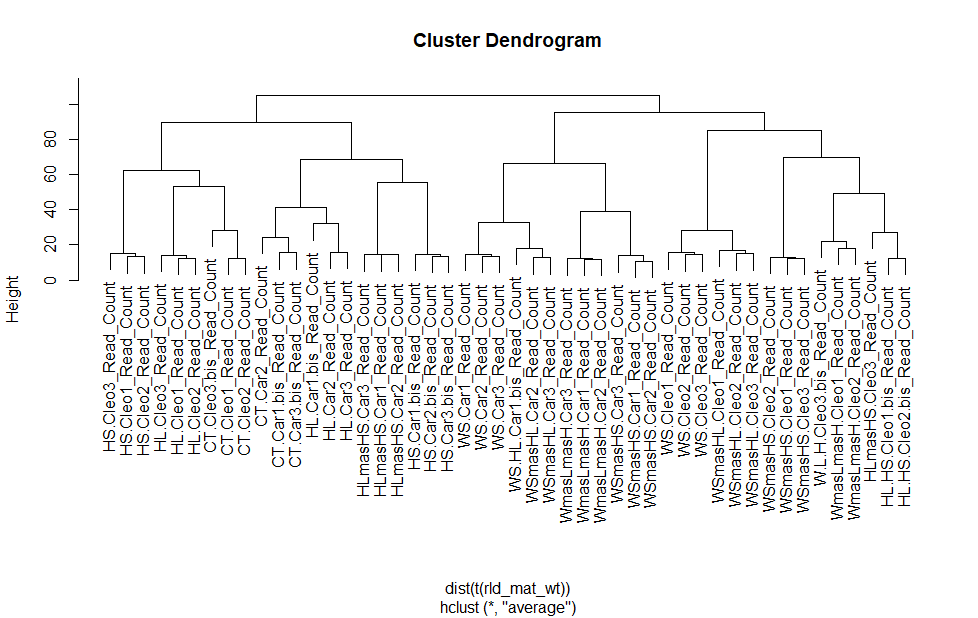 Cluster Dendrogram
Height
0
20
40
60
80
HS.Cleo3_Read_Count
HS.Cleo1_Read_Count
HS.Cleo2_Read_Count
HL.Cleo3_Read_Count
HL.Cleo1_Read_Count
HL.Cleo2_Read_Count
CT.Cleo3.bis_Read_Count
CT.Cleo1_Read_Count
CT.Cleo2_Read_Count
CT.Car2_Read_Count
CT.Car1.bis_Read_Count
CT.Car3.bis_Read_Count
HL.Car1.bis_Read_Count
HL.Car2_Read_Count
HL.Car3_Read_Count
HLmasHS.Car3_Read_Count
HLmasHS.Car1_Read_Count
HLmasHS.Car2_Read_Count
HS.Car1.bis_Read_Count
HS.Car2.bis_Read_Count
HS.Car3.bis_Read_Count
WS.Car1_Read_Count
WS.Car2_Read_Count
WS.Car3_Read_Count
WS.HL.Car1.bis_Read_Count
WSmasHL.Car2_Read_Count
WSmasHL.Car3_Read_Count
WmasLmasH.Car3_Read_Count
WmasLmasH.Car1_Read_Count
WmasLmasH.Car2_Read_Count
WSmasHS.Car3_Read_Count
WSmasHS.Car1_Read_Count
WSmasHS.Car2_Read_Count
WS.Cleo1_Read_Count
WS.Cleo2_Read_Count
WS.Cleo3_Read_Count
WSmasHL.Cleo1_Read_Count
WSmasHL.Cleo2_Read_Count
WSmasHL.Cleo3_Read_Count
WSmasHS.Cleo2_Read_Count
WSmasHS.Cleo1_Read_Count
WSmasHS.Cleo3_Read_Count
W.L.H.Cleo3.bis_Read_Count
WmasLmasH.Cleo1_Read_Count
WmasLmasH.Cleo2_Read_Count
HLmasHS.Cleo3_Read_Count
HL.HS.Cleo1.bis_Read_Count
HL.HS.Cleo2.bis_Read_Count
dist(t(rld_mat_wt))
hclust (*, "average")